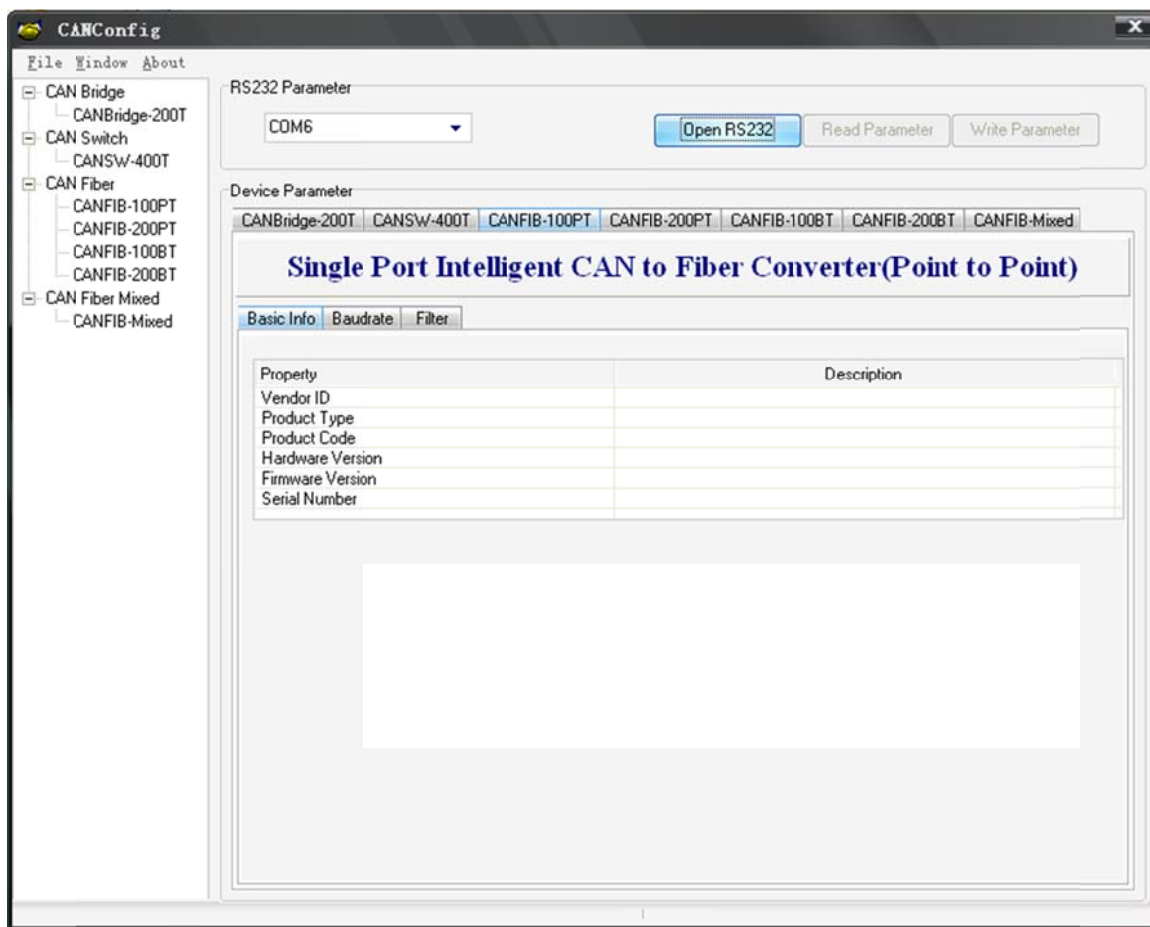 CANConfig
File Window About
CAN Bridge
CANBridge-200T
CAN Switch
CANSW-400T
CAN Fiber
CANFIB-100PT
CANFIB-200PT
CANFIB-100BT
CANFIB-200BT
CAN Fiber Mixed
CANFIB-Mixed
RS232 Parameter
COM6 Open RS232 Read Parameter Write Parameter
Device Parameter
CANBridge-200T CANSW-400T CANFIB-100PT CANFIB-200PT CANFIB-100BT CANFIB-200BT CANFIB-Mixed
Single Port Intelligent CAN to Fiber Converter(Point to Point)
Basic Info Baudrate Filter
Property Description
Vendor ID
Product Type
Product Code
Hardware Version
Firmware Version
Serial Number